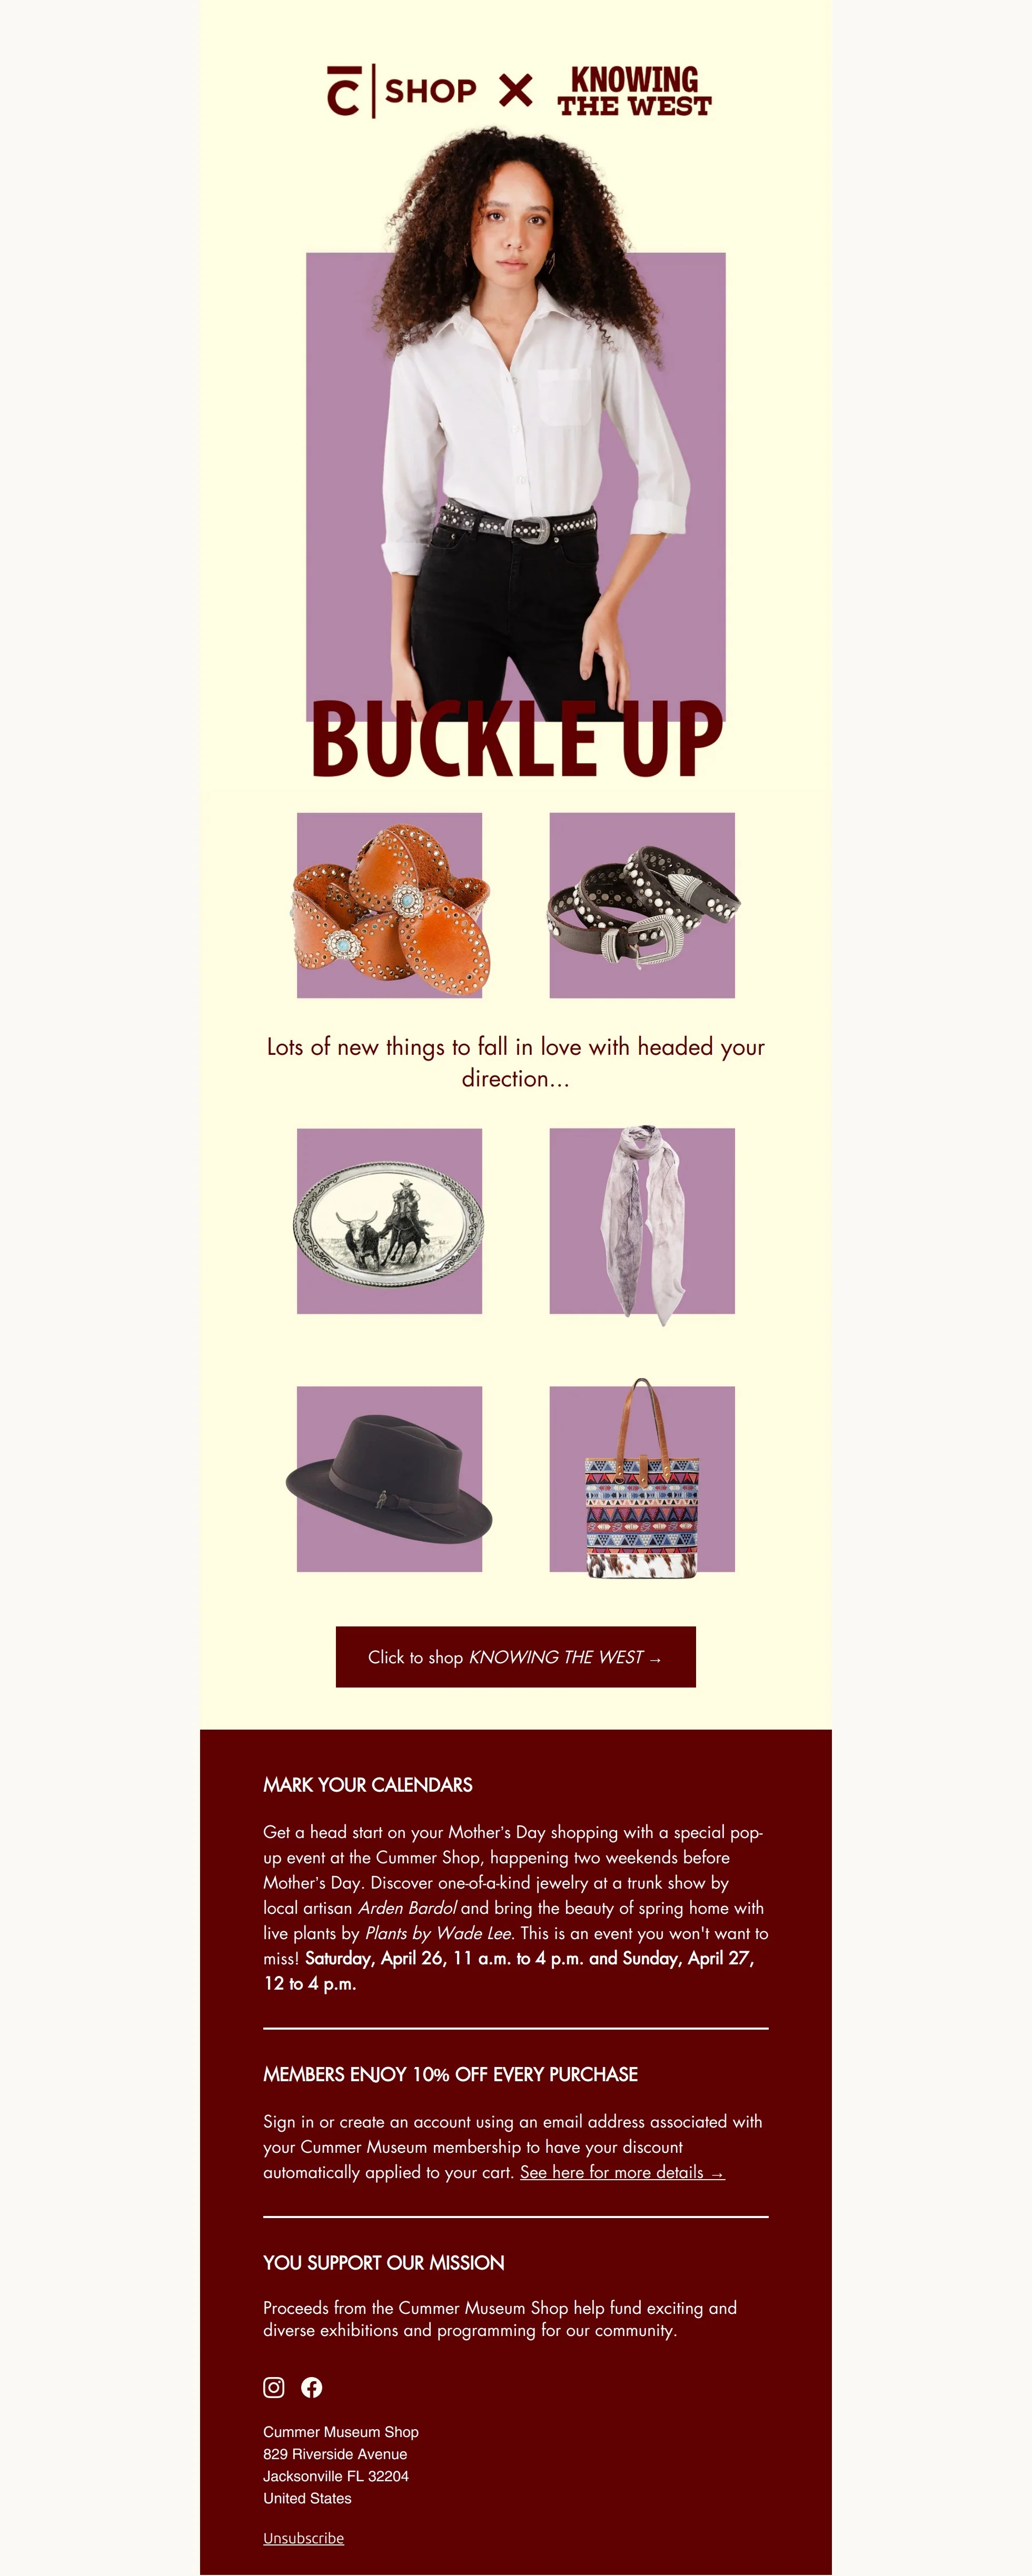 C | SHOP X KNOWING
THE WEST
BUCKLE UP
Lots of new things to fall in love with headed your
direction...
Click to shop KNOWING THE WEST →
MARK YOUR CALENDARS
Get a head start on your Mother's Day shopping with a special pop-
up event at the Cummer Shop, happening two weekends before
Mother's Day. Discover one-of-a-kind jewelry at a trunk show by
local artisan Arden Bardol and bring the beauty of spring home with
live plants by Plants by Wade Lee. This is an event you won't want to
miss! Saturday, April 26, 11 a.m. to 4 p.m. and Sunday, April 27,
12 to 4 p.m.
MEMBERS ENJOY 10% OFF EVERY PURCHASE
Sign in or create an account using an email address associated with
your Cummer Museum membership to have your discount
automatically applied to your cart. See here for more details →
YOU SUPPORT OUR MISSION
Proceeds from the Cummer Museum Shop help fund exciting and
diverse exhibitions and programming for our community.
Cummer Museum Shop
829 Riverside Avenue
Jacksonville FL 32204
United States
Unsubscribe